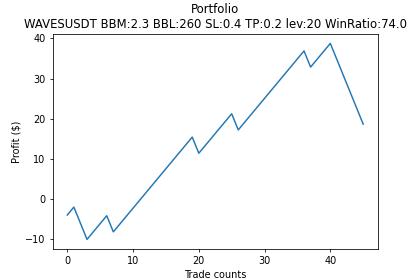 Portfolio
WAVESUSDT BBM:2.3 BBL:260 SL:0.4 TP:0.2 lev:20 WinRatio:74.0
40
30
20
10
0
−10
Profit ($)
0
10
20
30
40
Trade counts